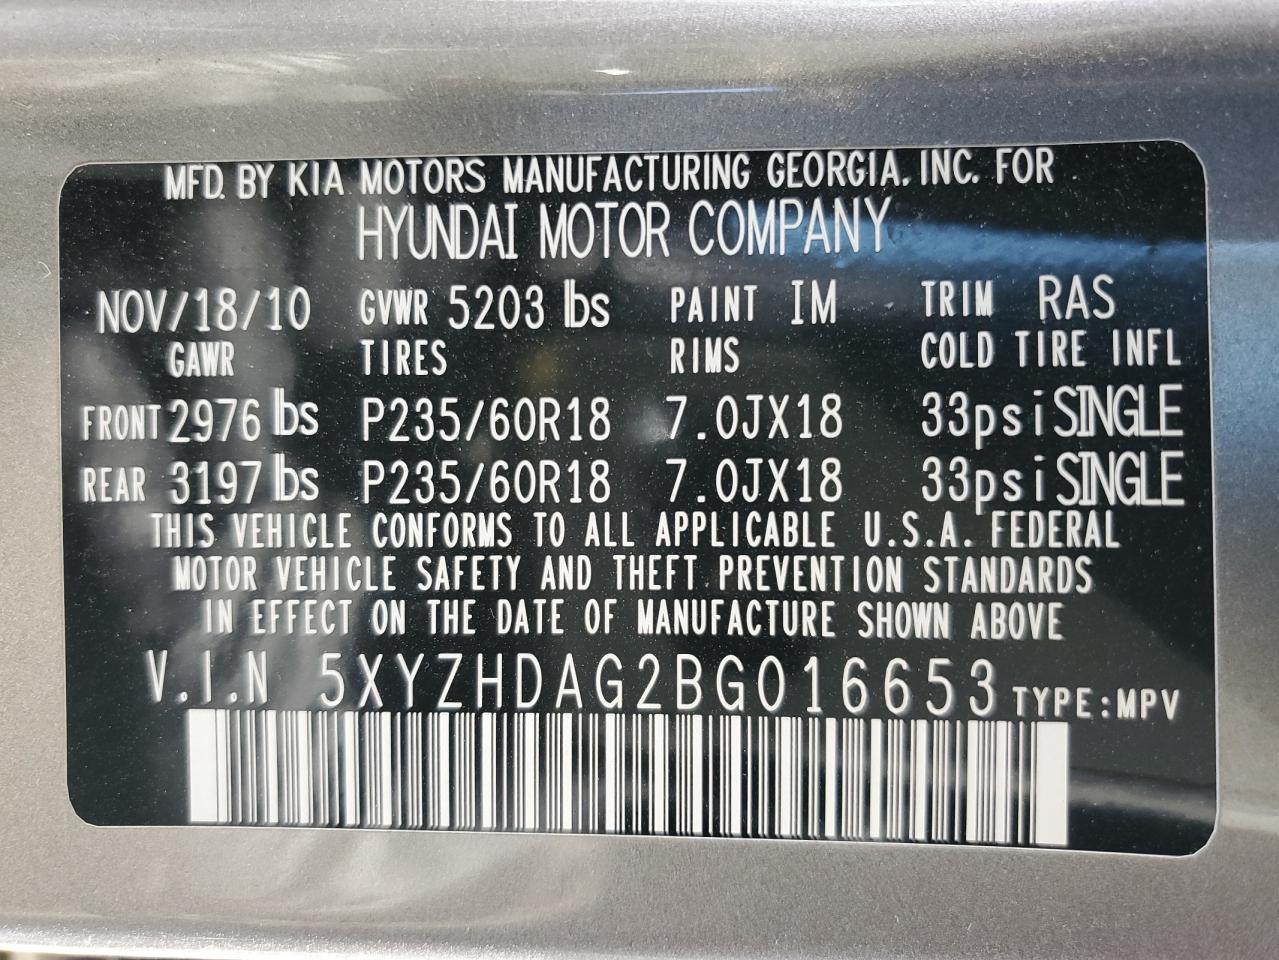 MFD. BY KIA MOTORS MANUFACTURING GEORGIA, INC. FOR
HYUNDAI MOTOR COMPANY
NOV/18/10 GVWR 5203 lbs PAINT IM TRIM RAS
GAWR TIRES RIMS COLD TIRE INFL
FRONT 2976 lbs P235/60R18 7.0JX18 33psi SINGLE
REAR 3197 lbs P235/60R18 7.0JX18 33psi SINGLE
THIS VEHICLE CONFORMS TO ALL APPLICABLE U.S.A. FEDERAL
MOTOR VEHICLE SAFETY AND THEFT PREVENTION STANDARDS
IN EFFECT ON THE DATE OF MANUFACTURE SHOWN ABOVE
V.I.N 5XYZHDAG2BG016653 TYPE:MPV